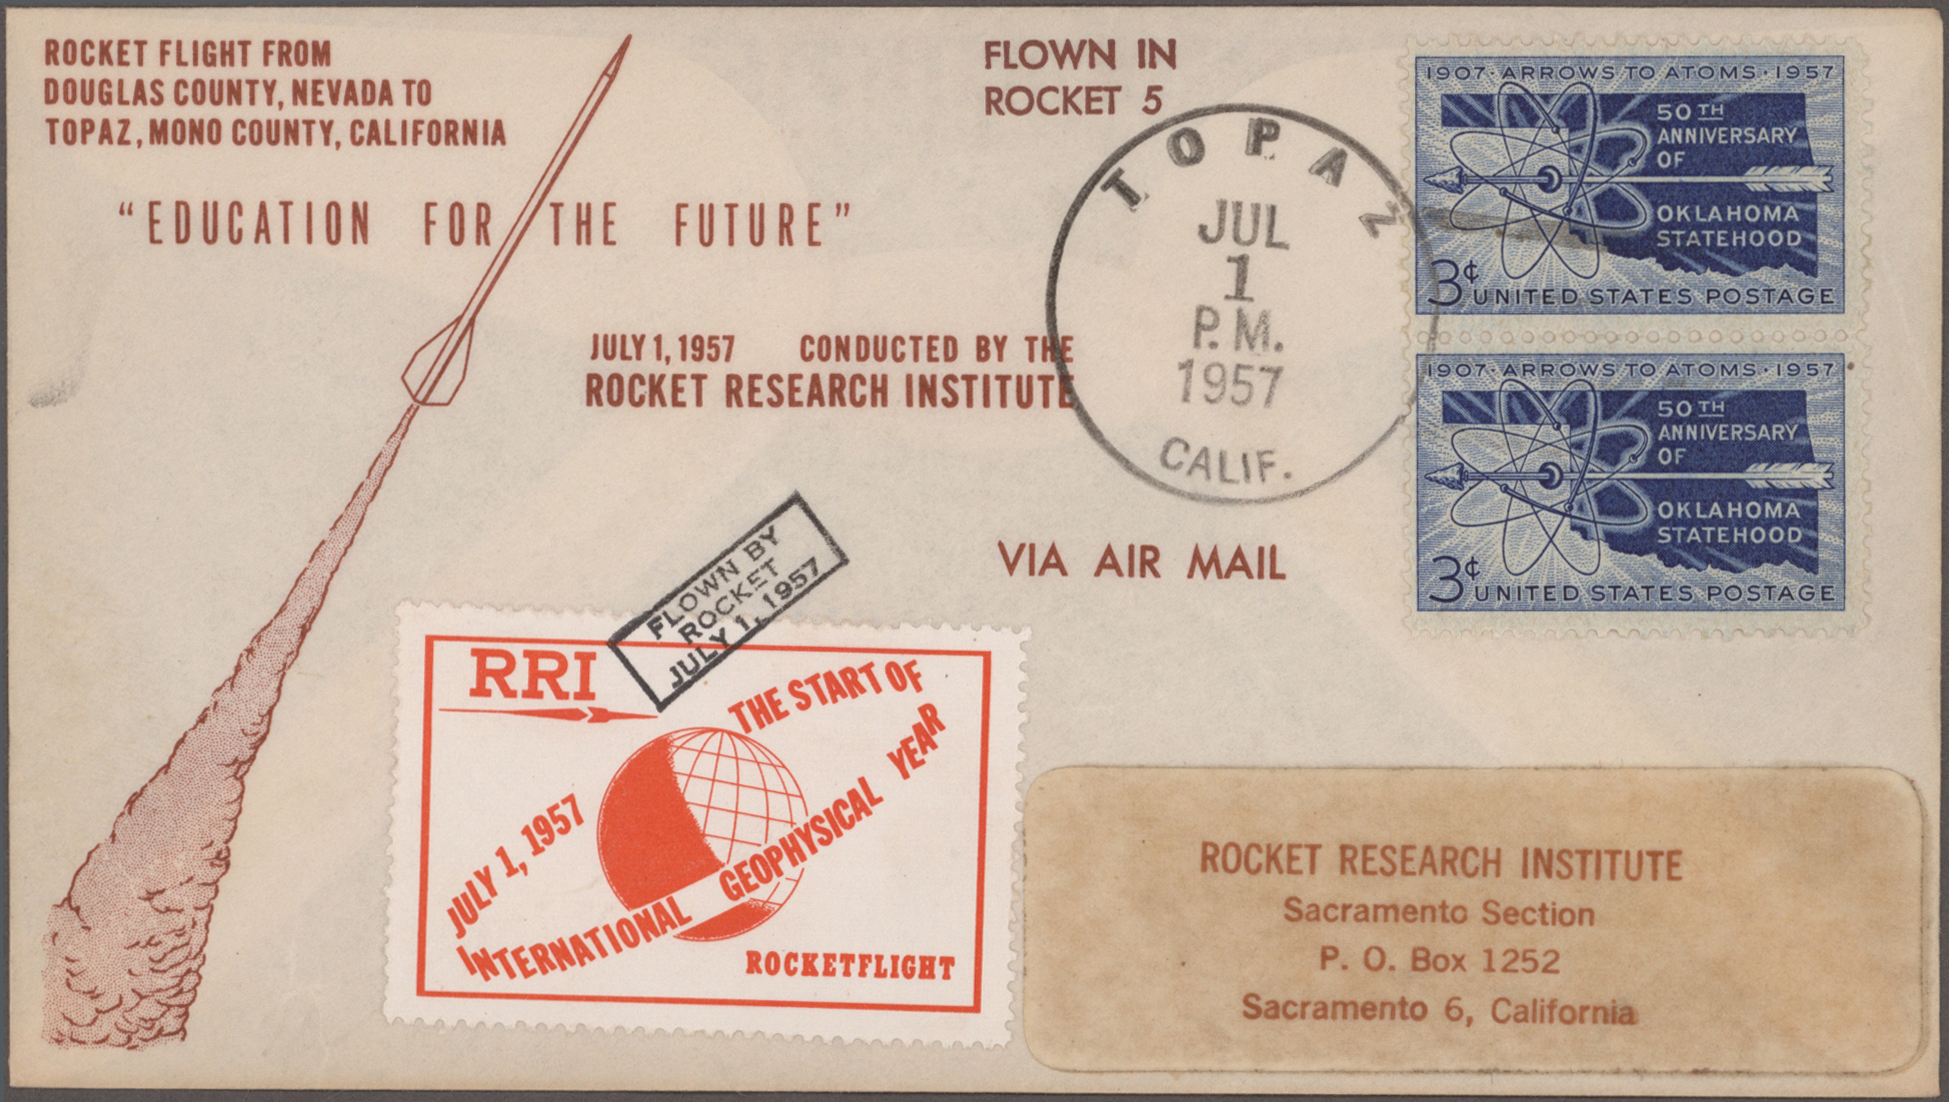 ROCKET FLIGHT FROM
DOUGLAS COUNTY, NEVADA TO
TOPAZ, MONO COUNTY, CALIFORNIA
"EDUCATION FOR THE FUTURE"
JULY 1, 1957 CONDUCTED BY THE
ROCKET RESEARCH INSTITUTE
FLOWN IN
ROCKET 5
TOPAZ
JUL
1
P.M.
1957
CALIF.
1907·ARROWS TO ATOMS·1957
50TH
ANNIVERSARY
OF
OKLAHOMA
STATEHOOD
3¢ UNITED STATES POSTAGE
1907·ARROWS TO ATOMS·1957
50TH
ANNIVERSARY
OF
OKLAHOMA
STATEHOOD
3¢ UNITED STATES POSTAGE
VIA AIR MAIL
FLOWN BY
ROCKET
JULY 1, 1957
RRI
JULY 1, 1957
THE START OF
INTERNATIONAL GEOPHYSICAL YEAR
ROCKETFLIGHT
ROCKET RESEARCH INSTITUTE
Sacramento Section
P. O. Box 1252
Sacramento 6, California